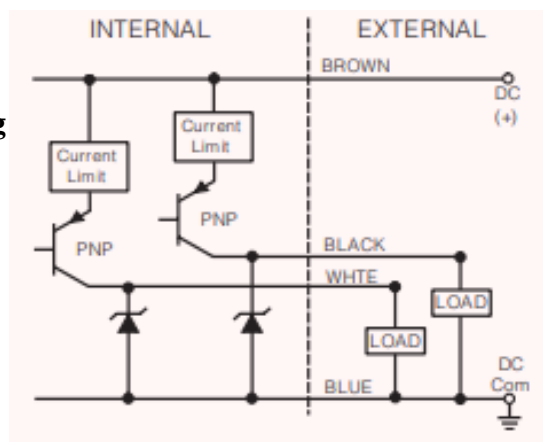 INTERNAL EXTERNAL
BROWN
DC
(+)
g
Current
Limit
Current
Limit
PNP
PNP
BLACK
WHTE
LOAD
LOAD
DC
Com
BLUE